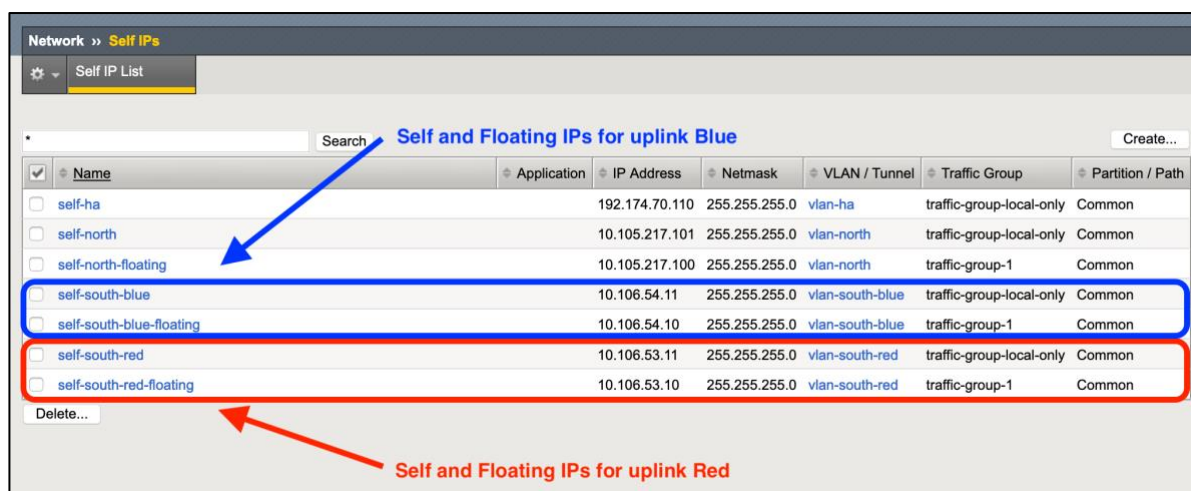 Network ›› Self IPs
Self IP List
* Search Self and Floating IPs for uplink Blue Create...
Name Application IP Address Netmask VLAN / Tunnel Traffic Group Partition / Path
self-ha 192.174.70.110 255.255.255.0 vlan-ha traffic-group-local-only Common
self-north 10.105.217.101 255.255.255.0 vlan-north traffic-group-local-only Common
self-north-floating 10.105.217.100 255.255.255.0 vlan-north traffic-group-1 Common
self-south-blue 10.106.54.11 255.255.255.0 vlan-south-blue traffic-group-local-only Common
self-south-blue-floating 10.106.54.10 255.255.255.0 vlan-south-blue traffic-group-1 Common
self-south-red 10.106.53.11 255.255.255.0 vlan-south-red traffic-group-local-only Common
self-south-red-floating 10.106.53.10 255.255.255.0 vlan-south-red traffic-group-1 Common
Delete...
Self and Floating IPs for uplink Red